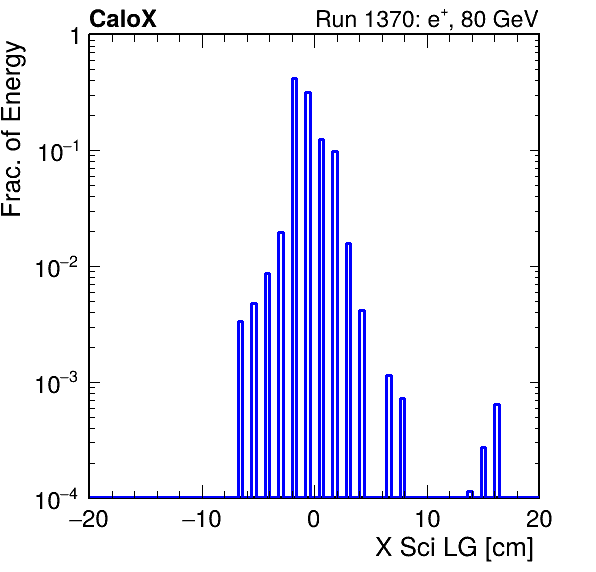 CaloX Run 1370: e⁺, 80 GeV
Frac. of Energy
1
10⁻¹
10⁻²
10⁻³
10⁻⁴
−20 −10 0 10 20
X Sci LG [cm]